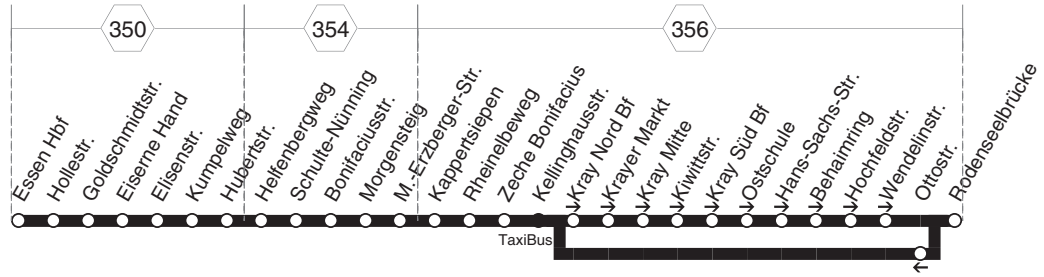 350 354 356
Essen Hbf
Hollestr.
Goldschmidtstr.
Eiserne Hand
Elisenstr.
Kumpelweg
Hubertstr.
Helfenbergweg
Schulte-Nünning
Bonifaciusstr.
Morgensteig
M.-Erzberger-Str.
Kappertsiepen
Rheinelbeweg
Zeche Bonifacius
Kellinghausstr.
Kray Nord Bf
Krayer Markt
Kray Mitte
Kiwittstr.
Kray Süd Bf
Ostschule
Hans-Sachs-Str.
Behaimring
Hochfeldstr.
Wendelinstr.
Ottostr.
Rodenseelbrücke
TaxiBus